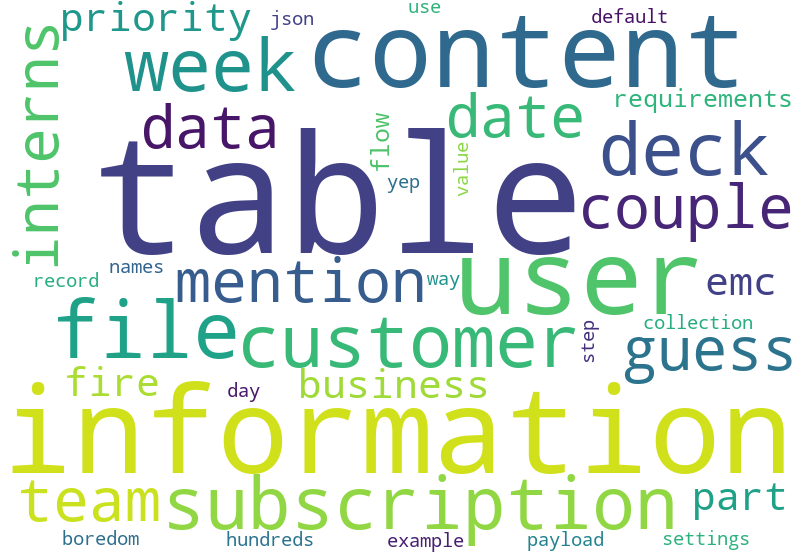 use
priority
json
default
content
week
interns
requirements
data
date
flow
deck
table
value
yep
couple
names
mention
way
user
emc
record
file
customer
step
collection
guess
fire
day
business
information
team
subscription
part
boredom
hundreds
example
payload
settings